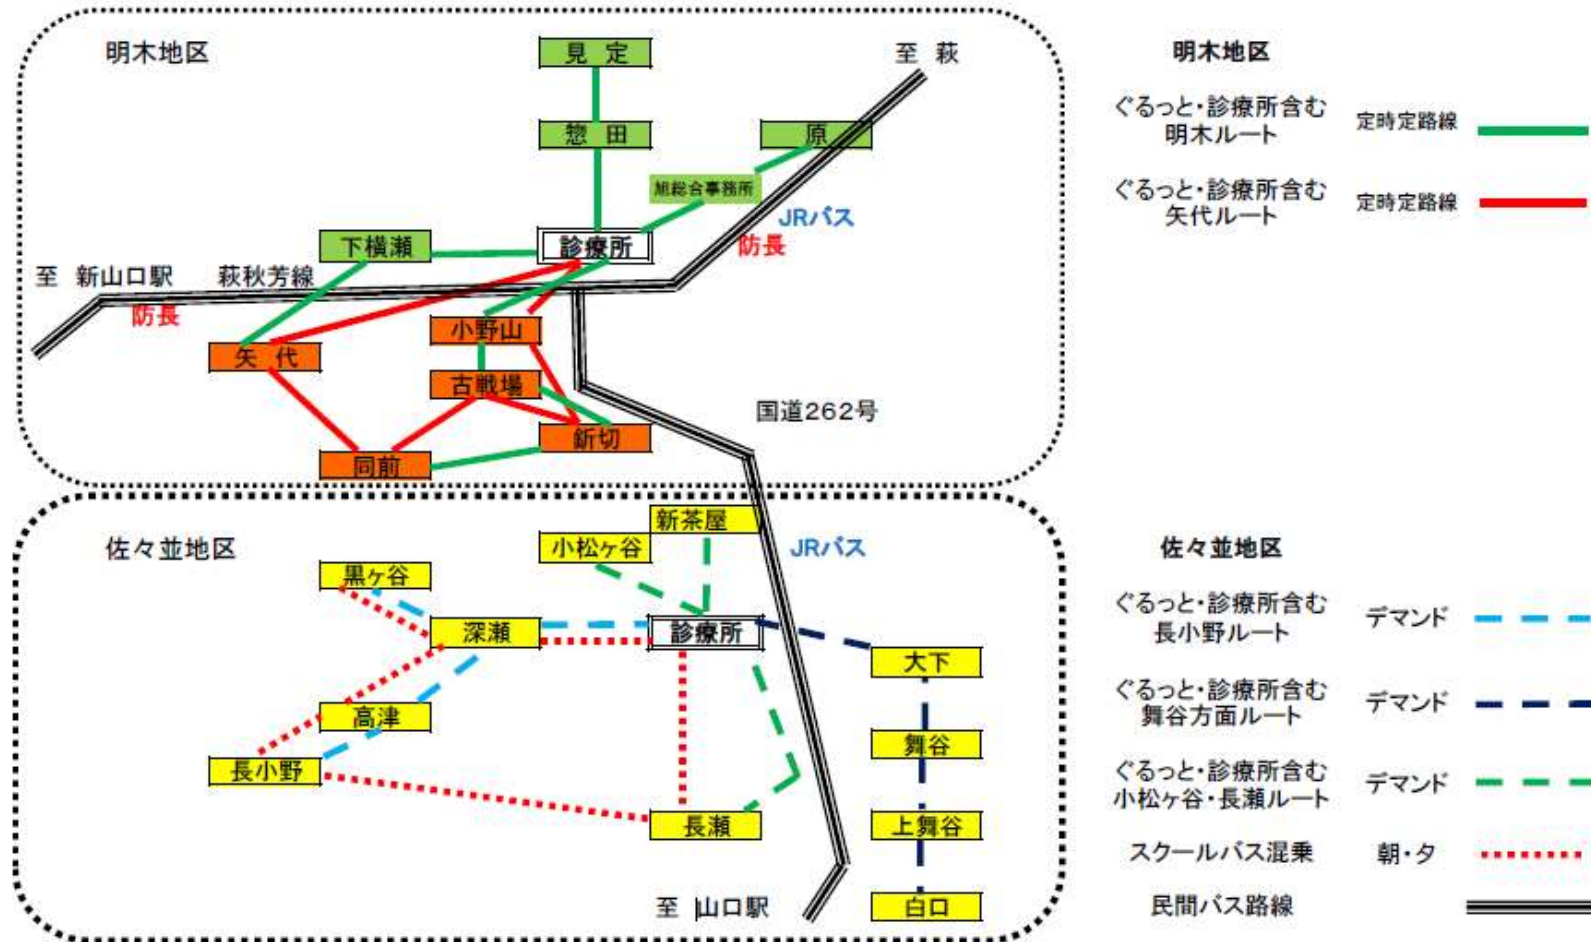 明木地区
見 定
至 萩
惣 田
原
旭総合事務所
JRバス
防長
下横瀬
診療所
至 新山口駅
萩秋芳線
防長
小野山
矢 代
古戦場
国道262号
釿切
同前
佐々並地区
新茶屋
小松ヶ谷
JRバス
黒ヶ谷
深瀬
診療所
大下
高津
舞谷
長小野
長瀬
上舞谷
至 山口駅
白口
明木地区
ぐるっと・診療所含む
明木ルート
定時定路線
ぐるっと・診療所含む
矢代ルート
定時定路線
佐々並地区
ぐるっと・診療所含む
長小野ルート
デマンド
ぐるっと・診療所含む
舞谷方面ルート
デマンド
ぐるっと・診療所含む
小松ヶ谷・長瀬ルート
デマンド
スクールバス混乗
朝・夕
民間バス路線